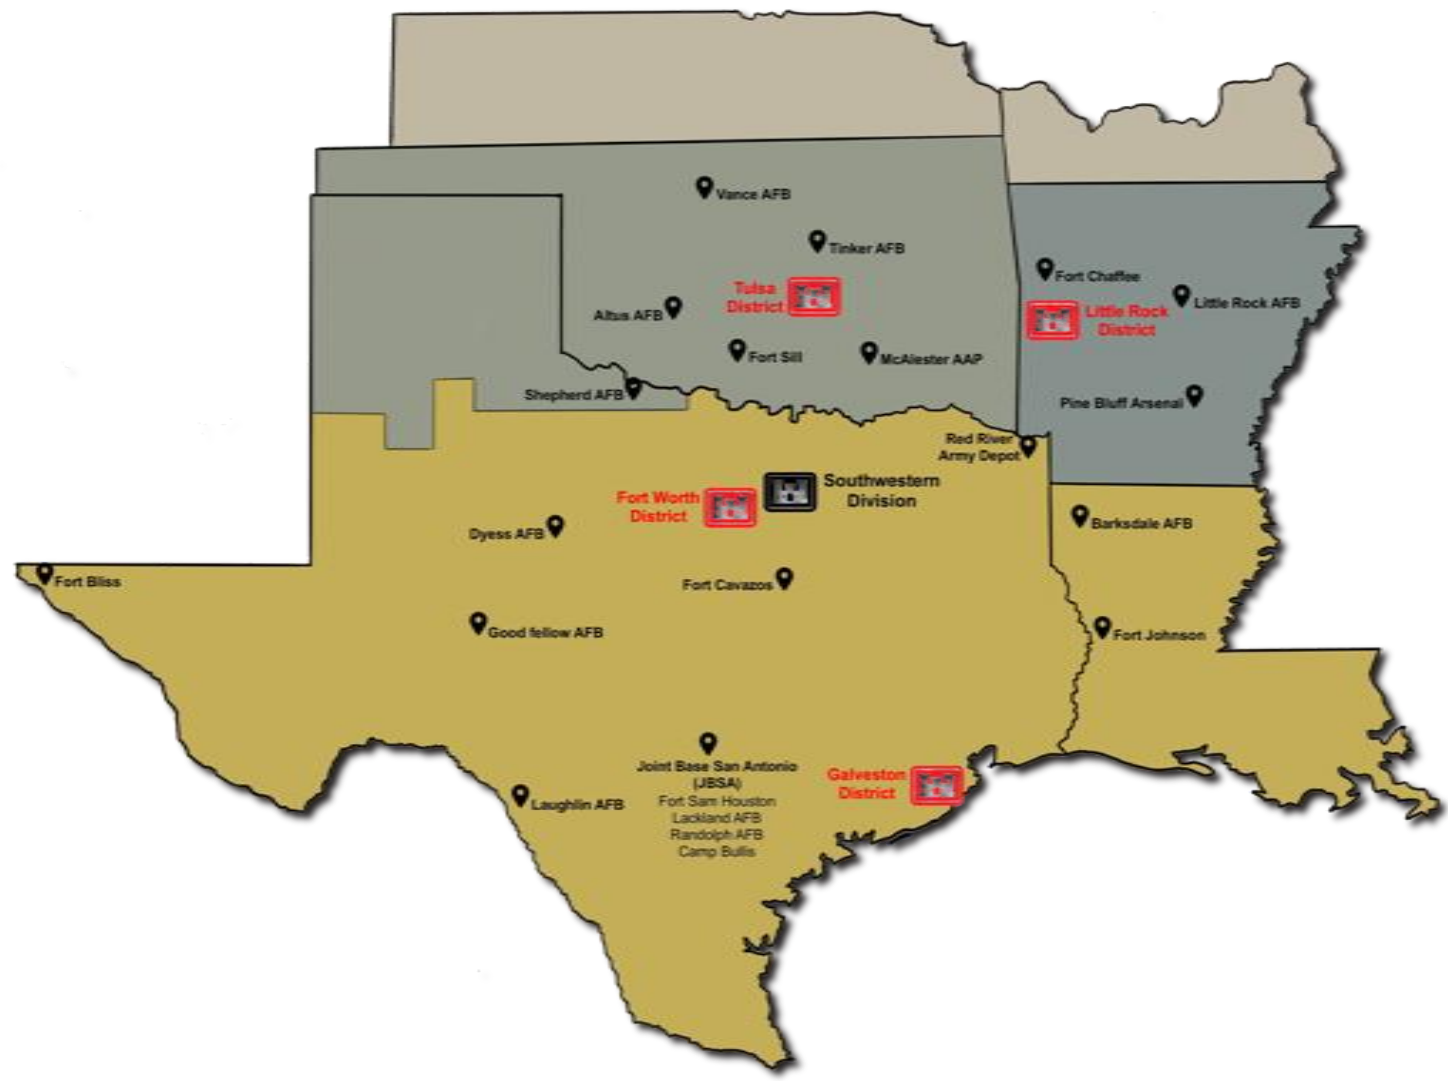 Vance AFB
Tinker AFB
Tulsa
District
Altus AFB
Fort Sill
McAlester AAP
Shepherd AFB
Fort Chaffee
Little Rock AFB
Little Rock
District
Pine Bluff Arsenal
Red River
Army Depot
Southwestern
Division
Fort Worth
District
Dyess AFB
Barksdale AFB
Fort Bliss
Fort Cavazos
Good fellow AFB
Fort Johnson
Joint Base San Antonio
(JBSA)
Fort Sam Houston
Lackland AFB
Randolph AFB
Camp Bullis
Galveston
District
Laughlin AFB